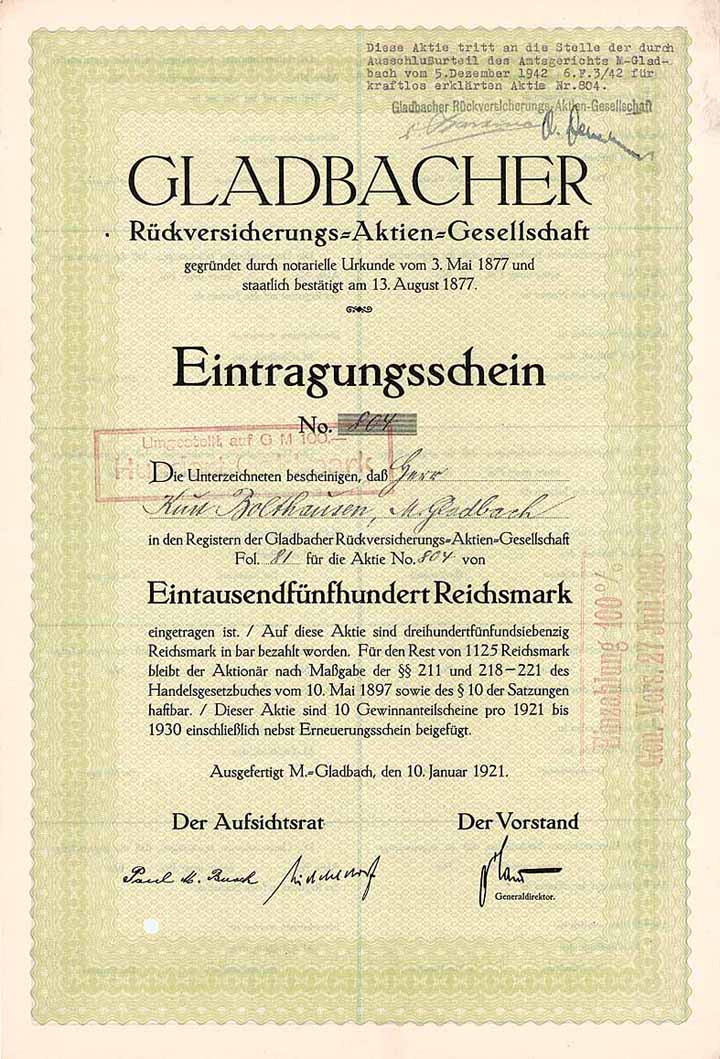 Diese Aktie tritt an die Stelle der durch
Ausschlußurteil des Amtsgerichts M-Glad-
bach vom 5.Dezember 1942 6.F.3/42 für
kraftlos erklärten Aktie Nr.804.
Gladbacher Rückversicherungs-Aktien-Gesellschaft
GLADBACHER
Rückversicherungs=Aktien=Gesellschaft
gegründet durch notarielle Urkunde vom 3. Mai 1877 und
staatlich bestätigt am 13. August 1877.
Eintragungsschein
No. 804
Umgestellt auf G M 100.—
Die Unterzeichneten bescheinigen, daß Herr
Kurt Bolthausen, M.Gladbach
in den Registern der Gladbacher Rückversicherungs=Aktien=Gesellschaft
Fol. 81 für die Aktie No. 804 von
Eintausendfünfhundert Reichsmark
eingetragen ist. / Auf diese Aktie sind dreihundertfünfundsiebenzig
Reichsmark in bar bezahlt worden. Für den Rest von 1125 Reichsmark
bleibt der Aktionär nach Maßgabe der §§ 211 und 218—221 des
Handelsgesetzbuches vom 10. Mai 1897 sowie des § 10 der Satzungen
haftbar. / Dieser Aktie sind 10 Gewinnanteilscheine pro 1921 bis
1930 einschließlich nebst Erneuerungsschein beigefügt.
Einzahlung 100%
Gen.-Vers. 27 Juli
Ausgefertigt M.=Gladbach, den 10. Januar 1921.
Der Aufsichtsrat
Der Vorstand
Paul M. Busch
Generaldirektor.